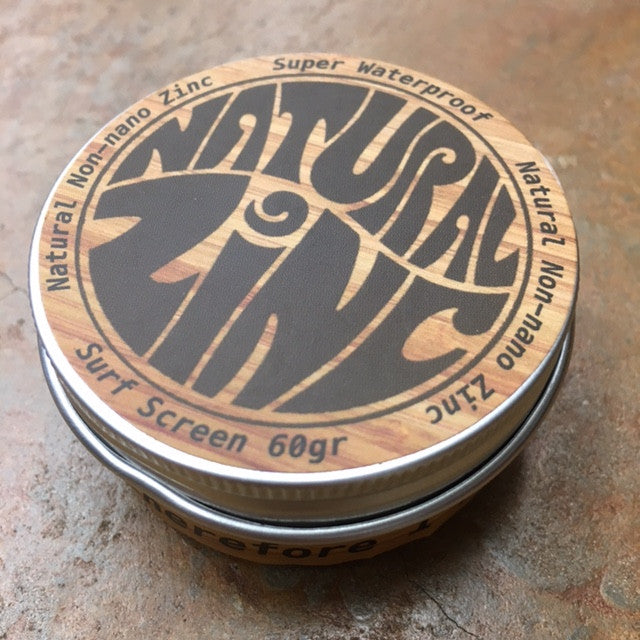 Super Waterproof
Natural Non-nano Zinc
Natural Non-nano Zinc
NATURAL
ZINC
Surf Screen 60gr